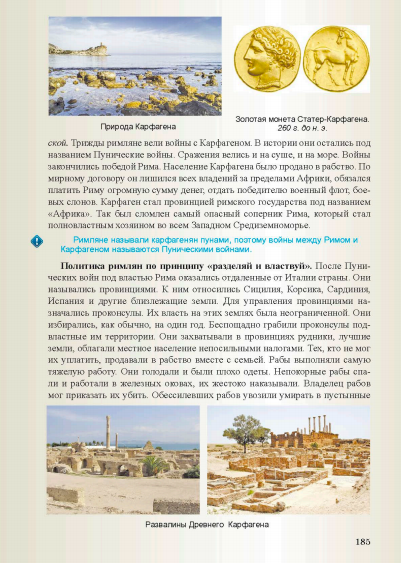 Природа Карфагена
Золотая монета Статер-Карфагена.
260 г. до н. э.
ской. Трижды римляне вели войны с Карфагеном. В истории они остались под
названием Пунические войны. Сражения велись и на суше, и на море. Войны
закончились победой Рима. Население Карфагена было продано в рабство. По
мирному договору он лишился всех владений за пределами Африки, обязался
платить Риму огромную сумму денег, отдать победителю военный флот, бое-
вых слонов. Карфаген стал провинцией римского государства под названием
«Африка». Так был сломлен самый опасный соперник Рима, который стал
полновластным хозяином во всем Западном Средиземноморье.
Римляне называли карфагенян пунами, поэтому войны между Римом и
Карфагеном называются Пуническими войнами.
Политика римлян по принципу «разделяй и властвуй». После Пуни-
ческих войн под властью Рима оказались отдаленные от Италии страны. Они
назывались провинциями. К ним относились Сицилия, Корсика, Сардиния,
Испания и другие близлежащие земли. Для управления провинциями на-
значались проконсулы. Их власть на этих землях была неограниченной. Они
избирались, как обычно, на один год. Беспощадно грабили проконсулы под-
властные им территории. Они захватывали в провинциях рудники, лучшие
земли, облагали местное население непосильными налогами. Тех, кто не мог
их уплатить, продавали в рабство вместе с семьей. Рабы выполняли самую
тяжелую работу. Они голодали и были плохо одеты. Непокорные рабы спа-
ли и работали в железных оковах, их жестоко наказывали. Владелец рабов
мог приказать их убить. Обессилевших рабов увозили умирать в пустынные
Развалины Древнего Карфагена
185